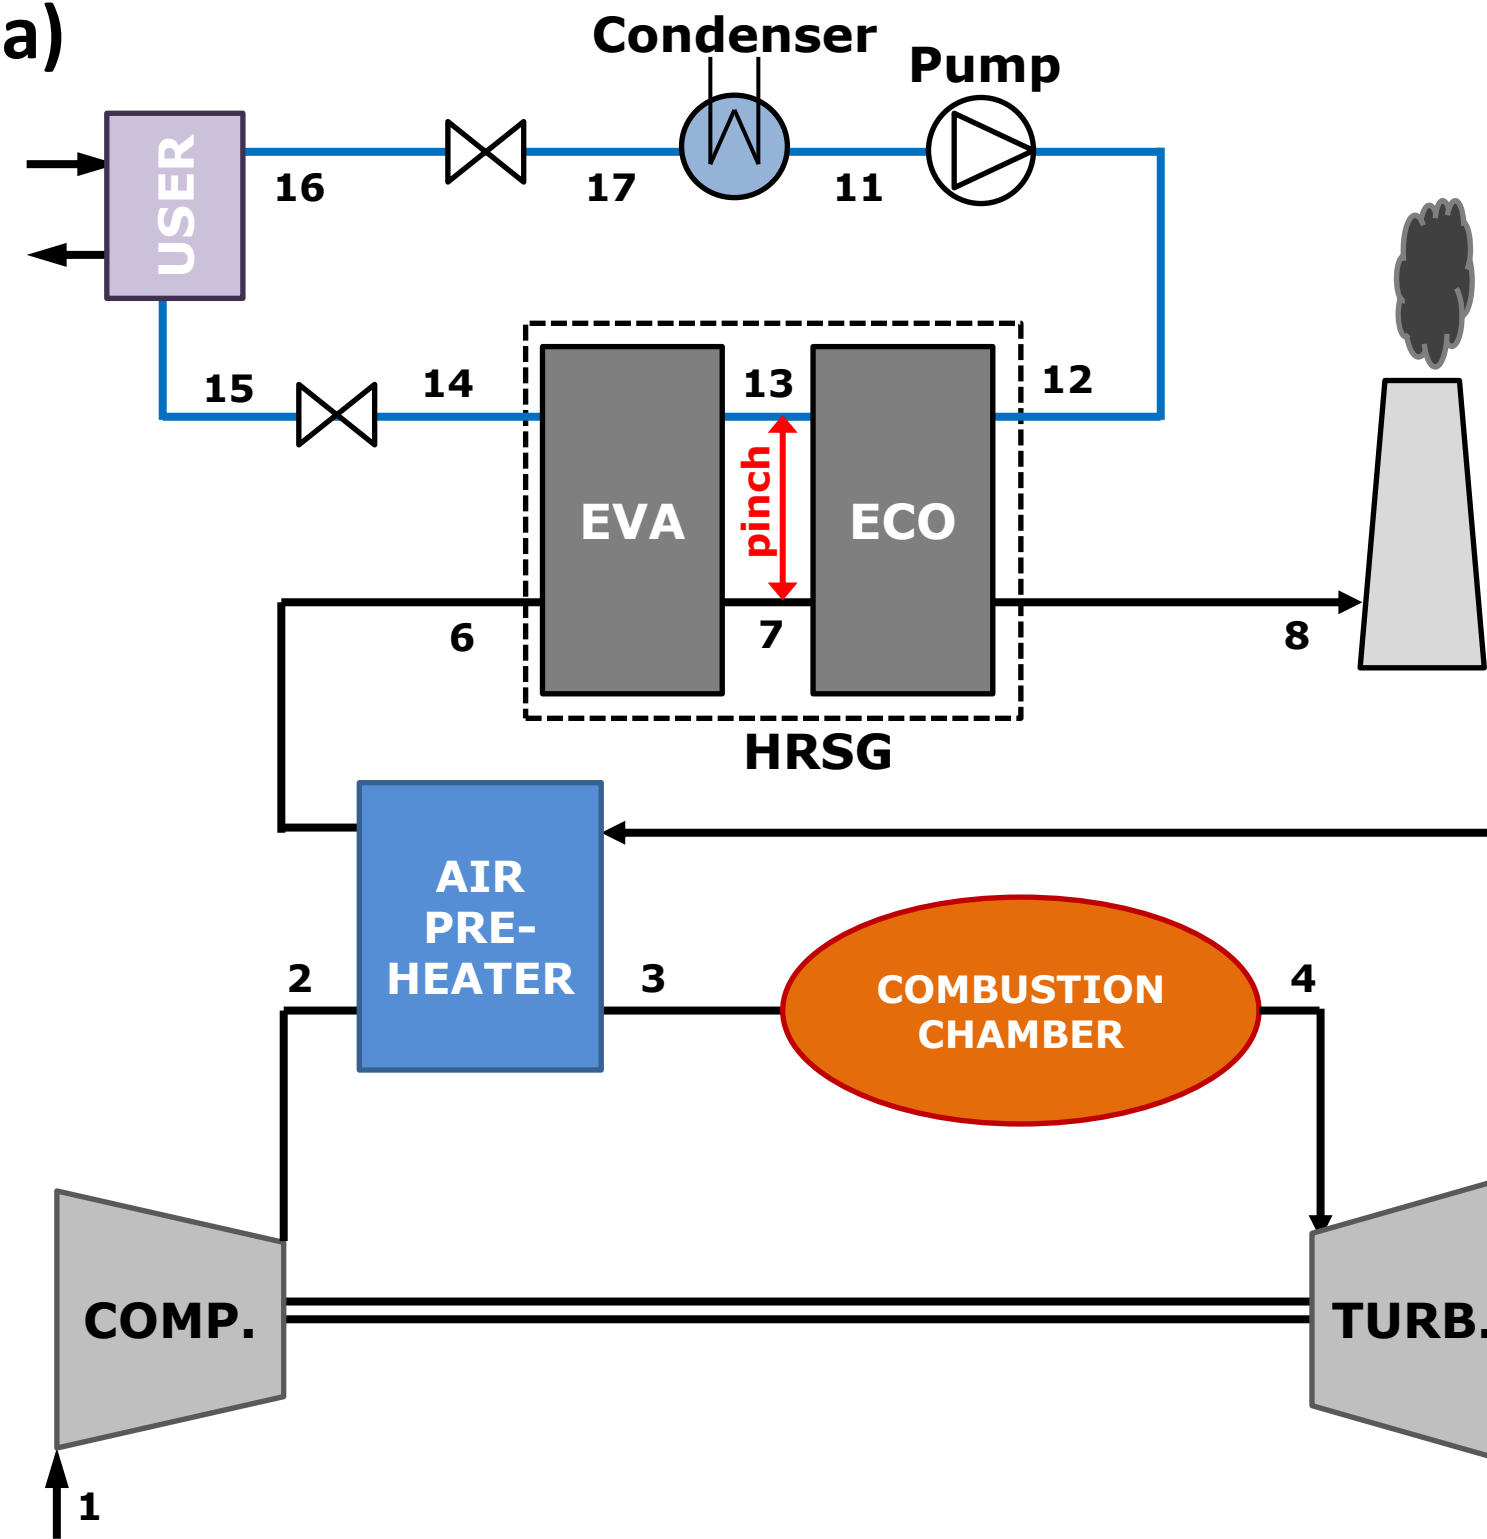 a)
Condenser
Pump
USER
16
17
11
15
14
13
12
pinch
EVA
ECO
6
7
8
HRSG
AIR
PRE-
HEATER
2
3
COMBUSTION
CHAMBER
4
COMP.
TURB.
1